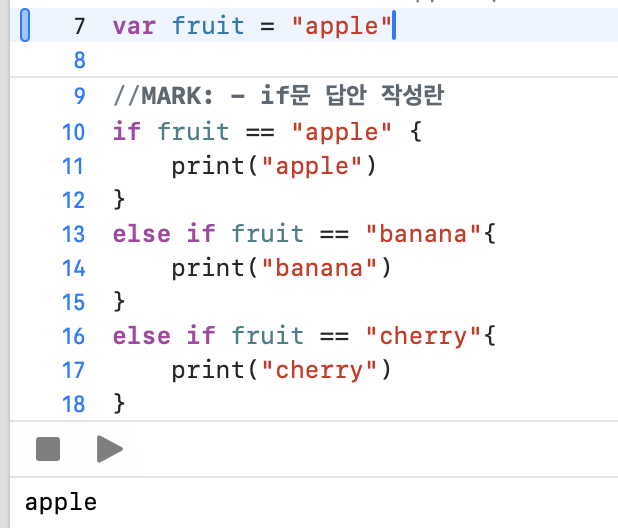 7 var fruit = "apple"
8
9 //MARK: - if문 답안 작성란
10 if fruit == "apple" {
11     print("apple")
12 }
13 else if fruit == "banana"{
14     print("banana")
15 }
16 else if fruit == "cherry"{
17     print("cherry")
18 }
apple